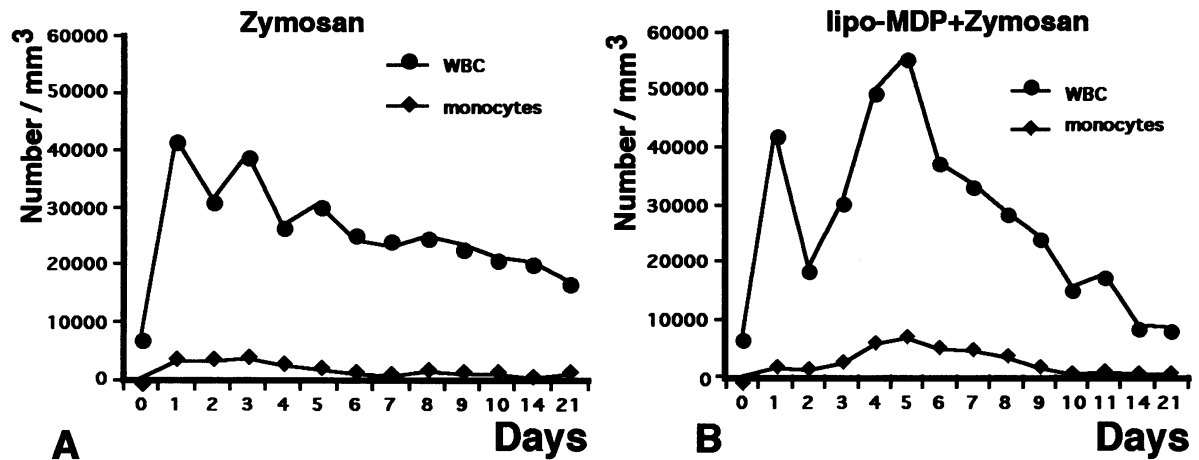 Zymosan
Number / mm3
60000
50000
40000
30000
20000
10000
0
WBC
monocytes
0 1 2 3 4 5 6 7 8 9 10 14 21
Days
A
lipo-MDP+Zymosan
Number / mm3
60000
50000
40000
30000
20000
10000
0
WBC
monocytes
0 1 2 3 4 5 6 7 8 9 10 11 14 21
Days
B